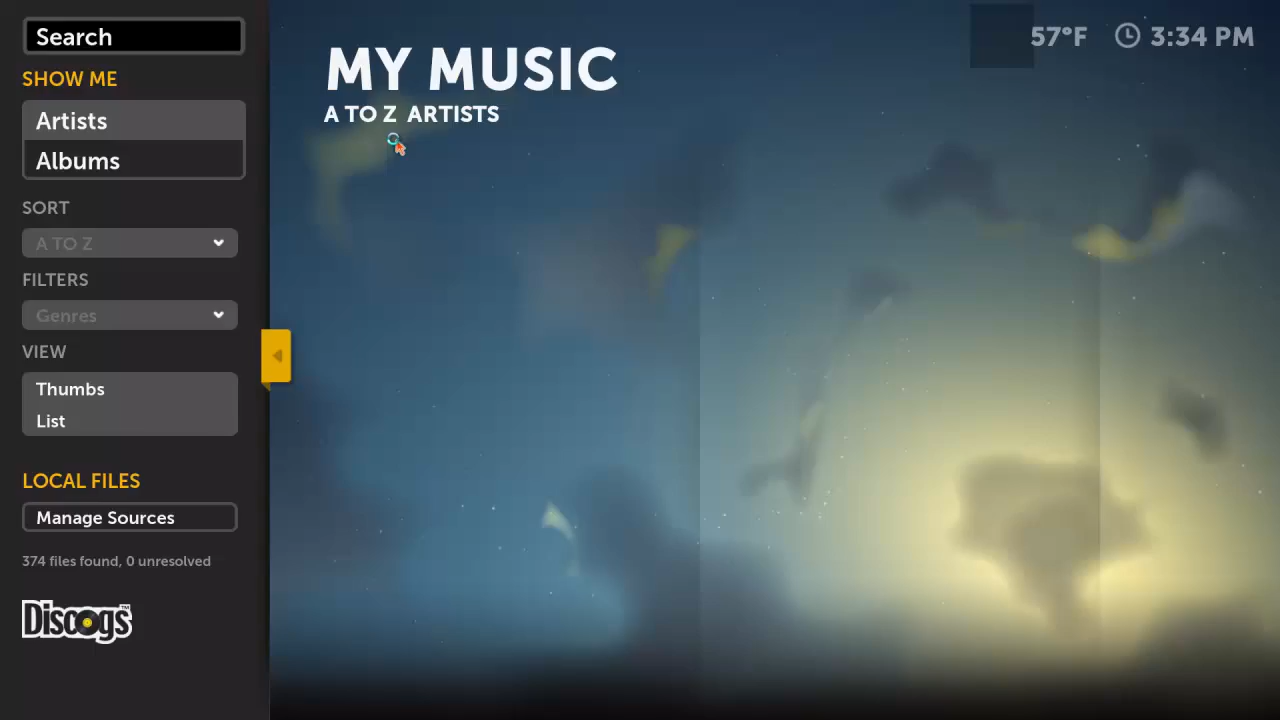 Search
SHOW ME
Artists
Albums
SORT
A TO Z
FILTERS
Genres
VIEW
Thumbs
List
LOCAL FILES
Manage Sources
374 files found, 0 unresolved
Discogs™
MY MUSIC
A TO Z ARTISTS
57°F 3:34 PM